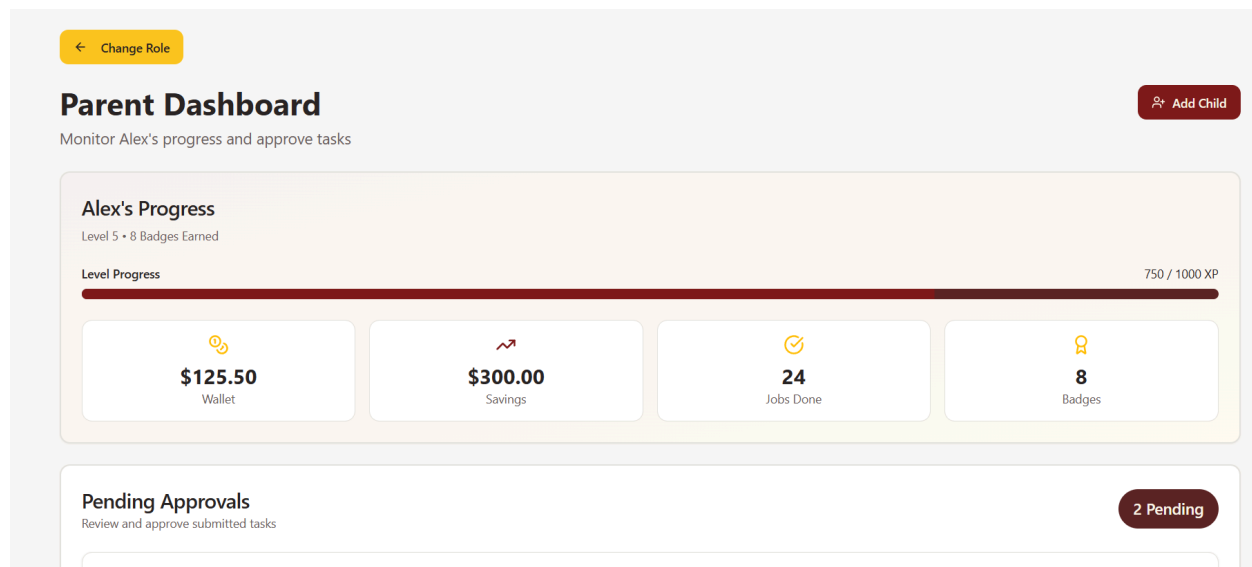 Change Role
Parent Dashboard
Add Child
Monitor Alex's progress and approve tasks
Alex's Progress
Level 5 • 8 Badges Earned
Level Progress
750 / 1000 XP
$125.50
Wallet
$300.00
Savings
24
Jobs Done
8
Badges
Pending Approvals
Review and approve submitted tasks
2 Pending